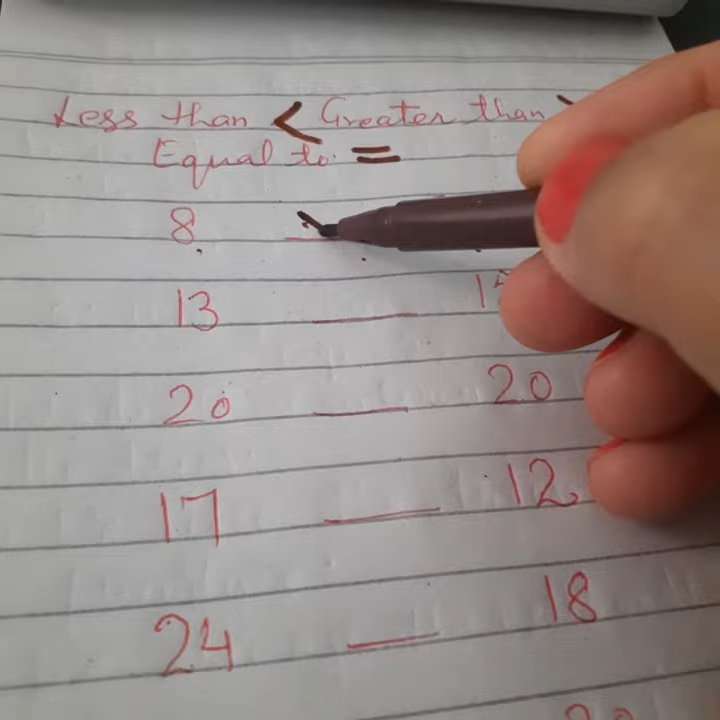 Less than < Greater than >
Equal to =
8
13 ___
20 ___ 20
17 ___ 12
24 ___ 18